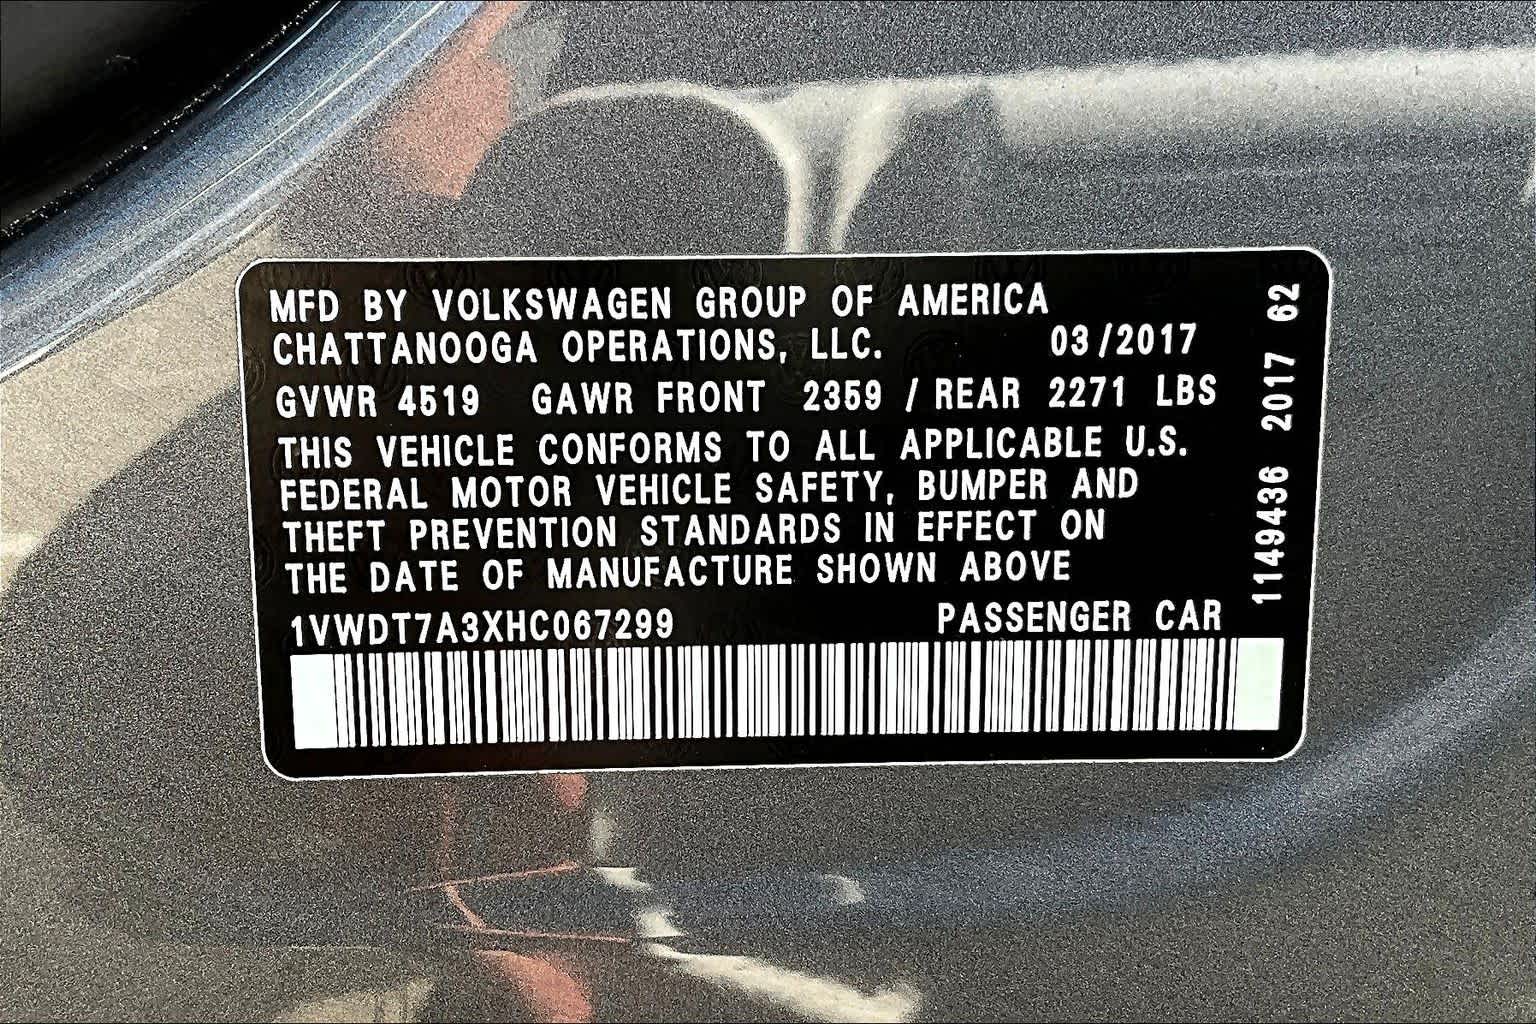 MFD BY VOLKSWAGEN GROUP OF AMERICA
CHATTANOOGA OPERATIONS, LLC. 03/2017
GVWR 4519 GAWR FRONT 2359 / REAR 2271 LBS
THIS VEHICLE CONFORMS TO ALL APPLICABLE U.S.
FEDERAL MOTOR VEHICLE SAFETY, BUMPER AND
THEFT PREVENTION STANDARDS IN EFFECT ON
THE DATE OF MANUFACTURE SHOWN ABOVE
1VWDT7A3XHC067299 PASSENGER CAR
11494436 2017 62